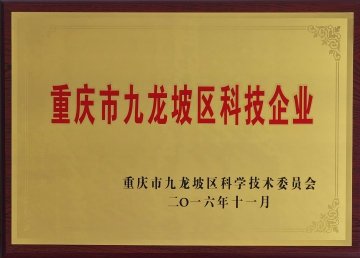 重庆市九龙坡区科技企业
重庆市九龙坡区科学技术委员会
二〇一六年十一月